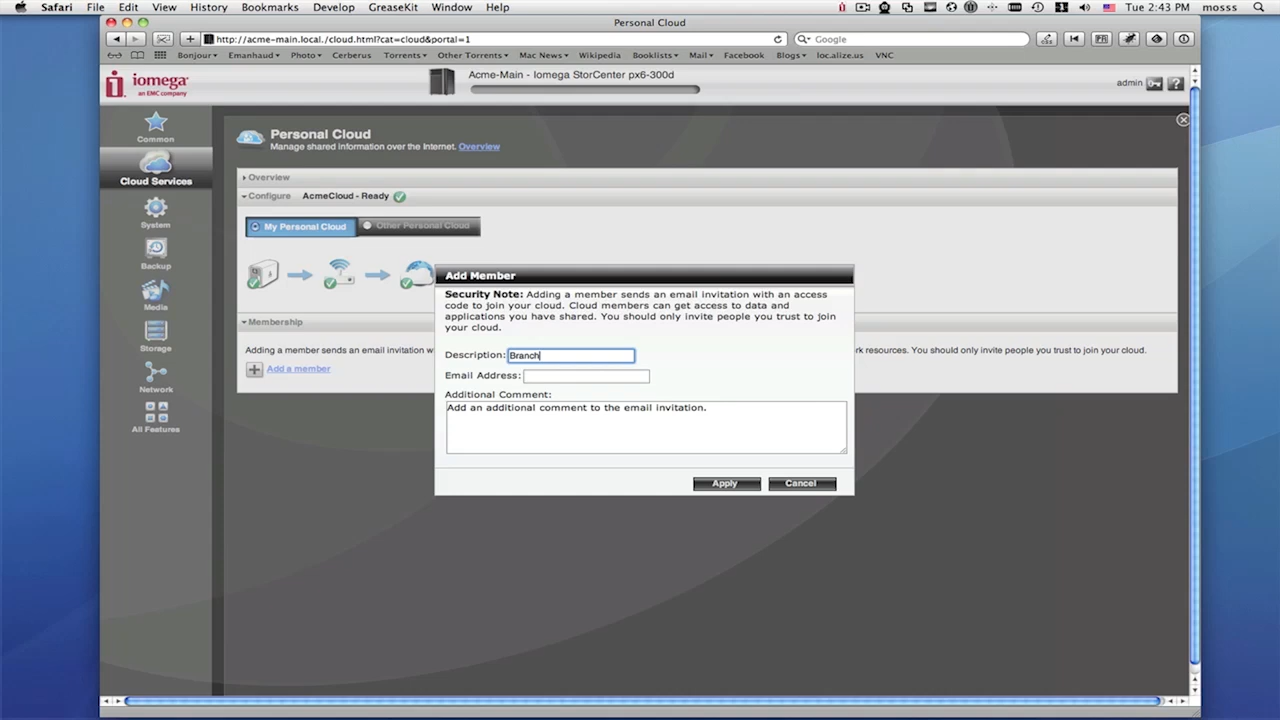 Safari File Edit View History Bookmarks Develop GreaseKit Window Help Tue 2:43 PM mosss
Personal Cloud
http://acme-main.local./cloud.html?cat=cloud&portal=1 Google
Bonjour Emanhaud Photo Cerberus Torrents Other Torrents Mac News Wikipedia Booklists Mail Facebook Blogs localize.us VNC
iomega
an EMC company
Acme-Main - Iomega StorCenter px6-300d
admin ?
Common
Cloud Services
System
Backup
Media
Storage
Network
All Features
Personal Cloud
Manage shared information over the Internet. Overview
Overview
Configure AcmeCloud - Ready
My Personal Cloud Other Personal Cloud
Membership
Adding a member sends an email invitation w
rk resources. You should only invite people you trust to join your cloud.
Add a member
Add Member
Security Note: Adding a member sends an email invitation with an access
code to join your cloud. Cloud members can get access to data and
applications you have shared. You should only invite people you trust to join
your cloud.
Description: Branch
Email Address:
Additional Comment:
Add an additional comment to the email invitation.
Apply Cancel